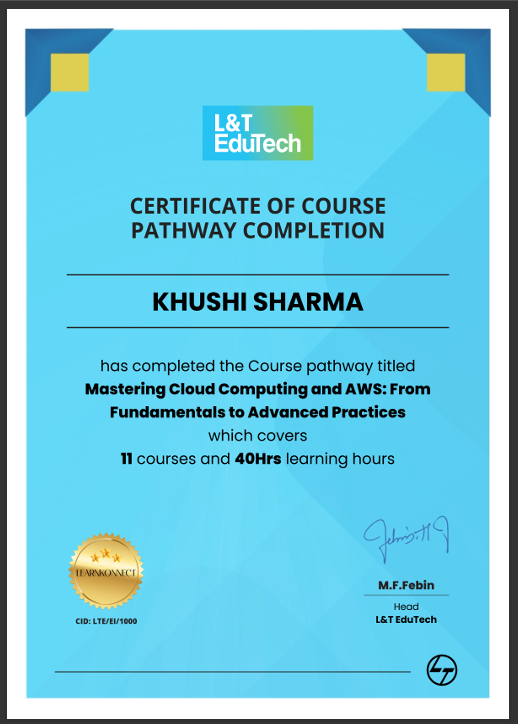 L&T
EduTech
CERTIFICATE OF COURSE
PATHWAY COMPLETION
KHUSHI SHARMA
has completed the Course pathway titled
Mastering Cloud Computing and AWS: From
Fundamentals to Advanced Practices
which covers
11 courses and 40Hrs learning hours
LEARNKONNECT
CID: LTE/EI/1000
M.F.Febin
Head
L&T EduTech
LT